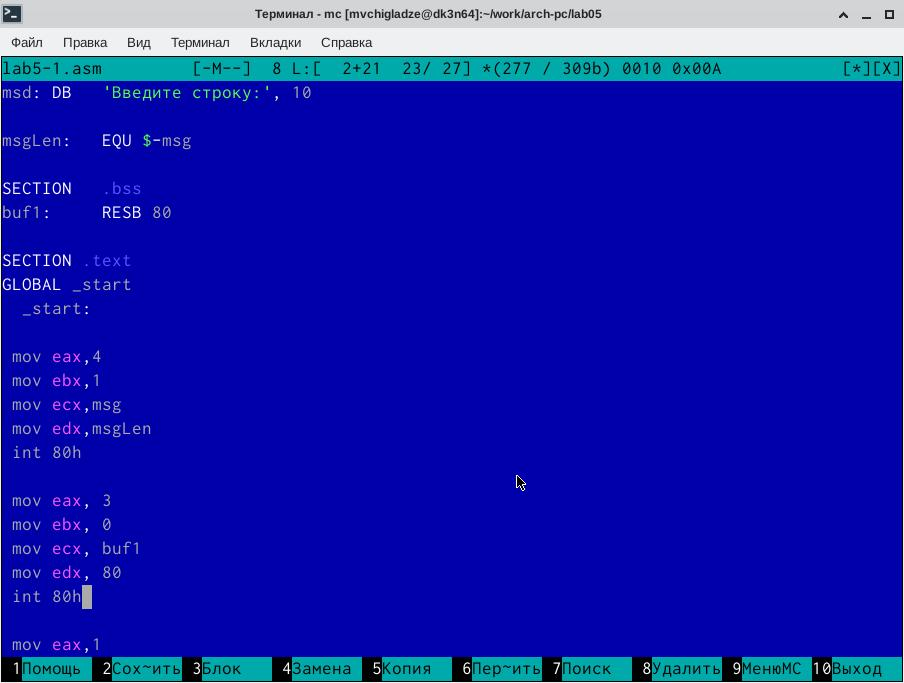 Терминал - mc [mvchigladze@dk3n64]:~/work/arch-pc/lab05
Файл Правка Вид Терминал Вкладки Справка
lab5-1.asm [-M--] 8 L:[ 2+21 23/ 27] *(277 / 309b) 0010 0x00A [*][X]
msd: DB 'Введите строку:', 10
msgLen: EQU $-msg
SECTION .bss
buf1: RESB 80
SECTION .text
GLOBAL _start
_start:
mov eax,4
mov ebx,1
mov ecx,msg
mov edx,msgLen
int 80h
mov eax, 3
mov ebx, 0
mov ecx, buf1
mov edx, 80
int 80h
mov eax,1
1Помощь 2Сох~ить 3Блок 4Замена 5Копия 6Пер~ить 7Поиск 8Удалить 9МенюМС 10Выход